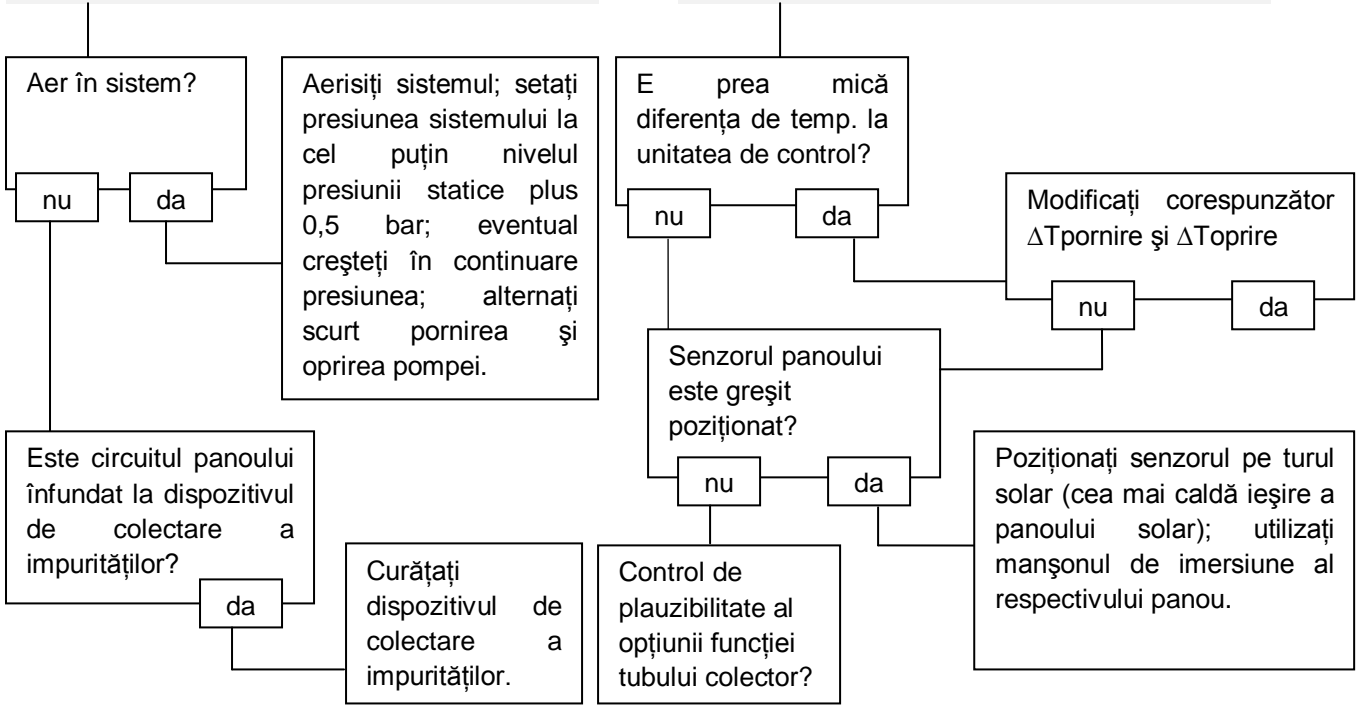 Aer în sistem?
nu
da
Aerisiți sistemul; setați
presiunea sistemului la
cel puțin nivelul
presiunii statice plus
0,5 bar; eventual
creşteți în continuare
presiunea; alternați
scurt pornirea şi
oprirea pompei.
Este circuitul panoului
înfundat la dispozitivul
de colectare a
impurităților?
da
Curățați
dispozitivul de
colectare a
impurităților.
E prea mică
diferența de temp. la
unitatea de control?
nu
da
Modificați corespunzător
∆Tpornire şi ∆Toprire
nu
da
Senzorul panoului
este greşit
poziționat?
nu
da
Poziționați senzorul pe turul
solar (cea mai caldă ieşire a
panoului solar); utilizați
manşonul de imersiune al
respectivului panou.
Control de
plauzibilitate al
opțiunii funcției
tubului colector?